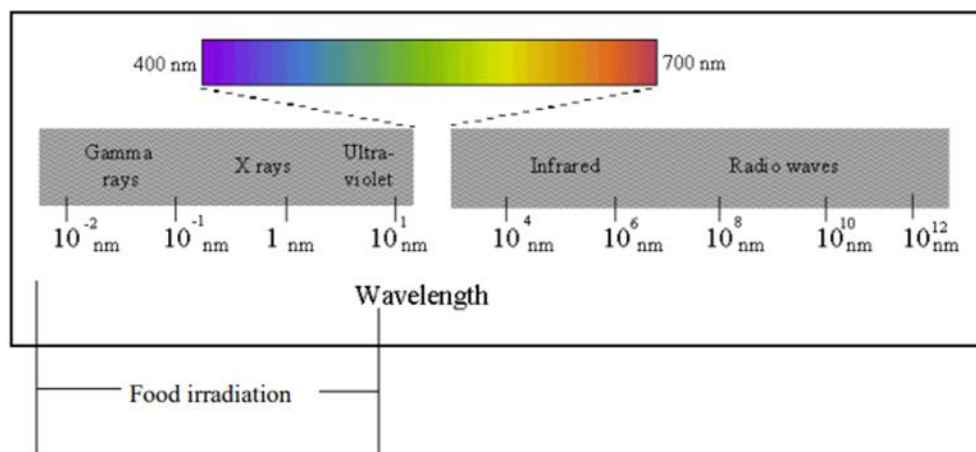 400 nm 700 nm
Gamma rays X rays Ultra-violet Infrared Radio waves
10⁻² nm 10⁻¹ nm 1 nm 10¹ nm 10⁴ nm 10⁶ nm 10⁸ nm 10¹⁰ nm 10¹² nm
Wavelength
Food irradiation